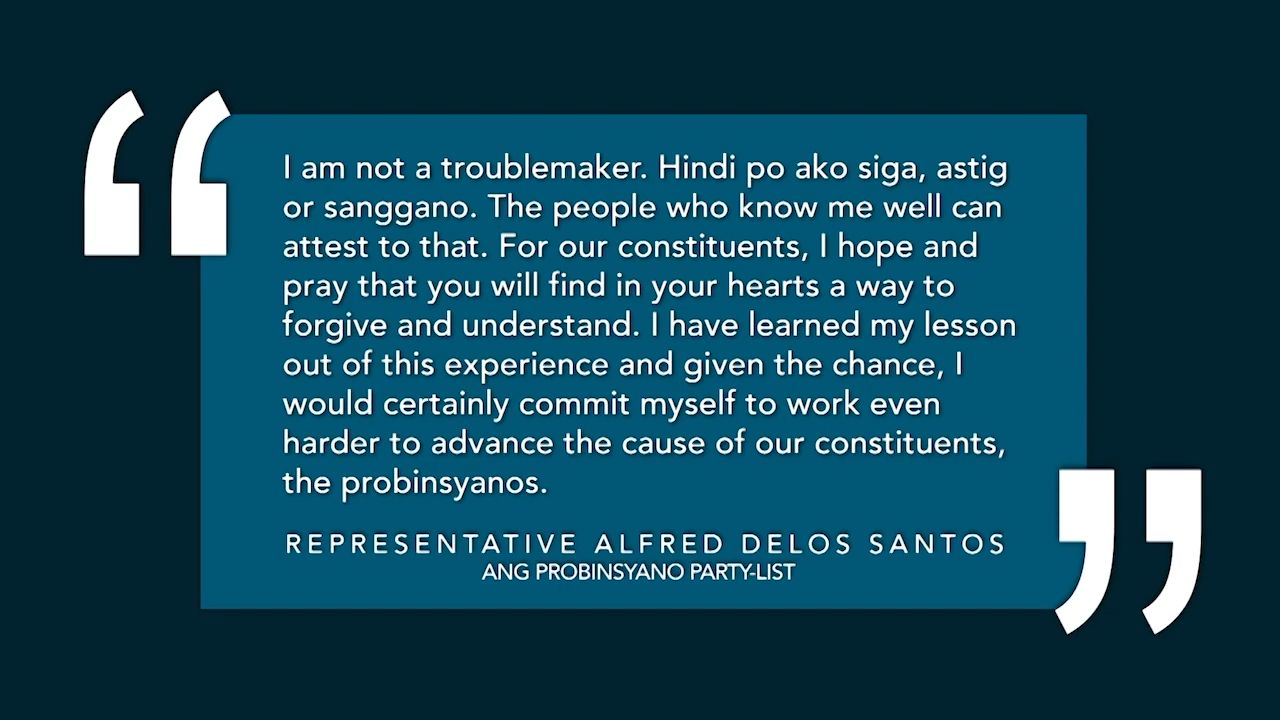 I am not a troublemaker. Hindi po ako siga, astig
or sanggano. The people who know me well can
attest to that. For our constituents, I hope and
pray that you will find in your hearts a way to
forgive and understand. I have learned my lesson
out of this experience and given the chance, I
would certainly commit myself to work even
harder to advance the cause of our constituents,
the probinsyanos.
REPRESENTATIVE ALFRED DELOS SANTOS
ANG PROBINSYANO PARTY-LIST